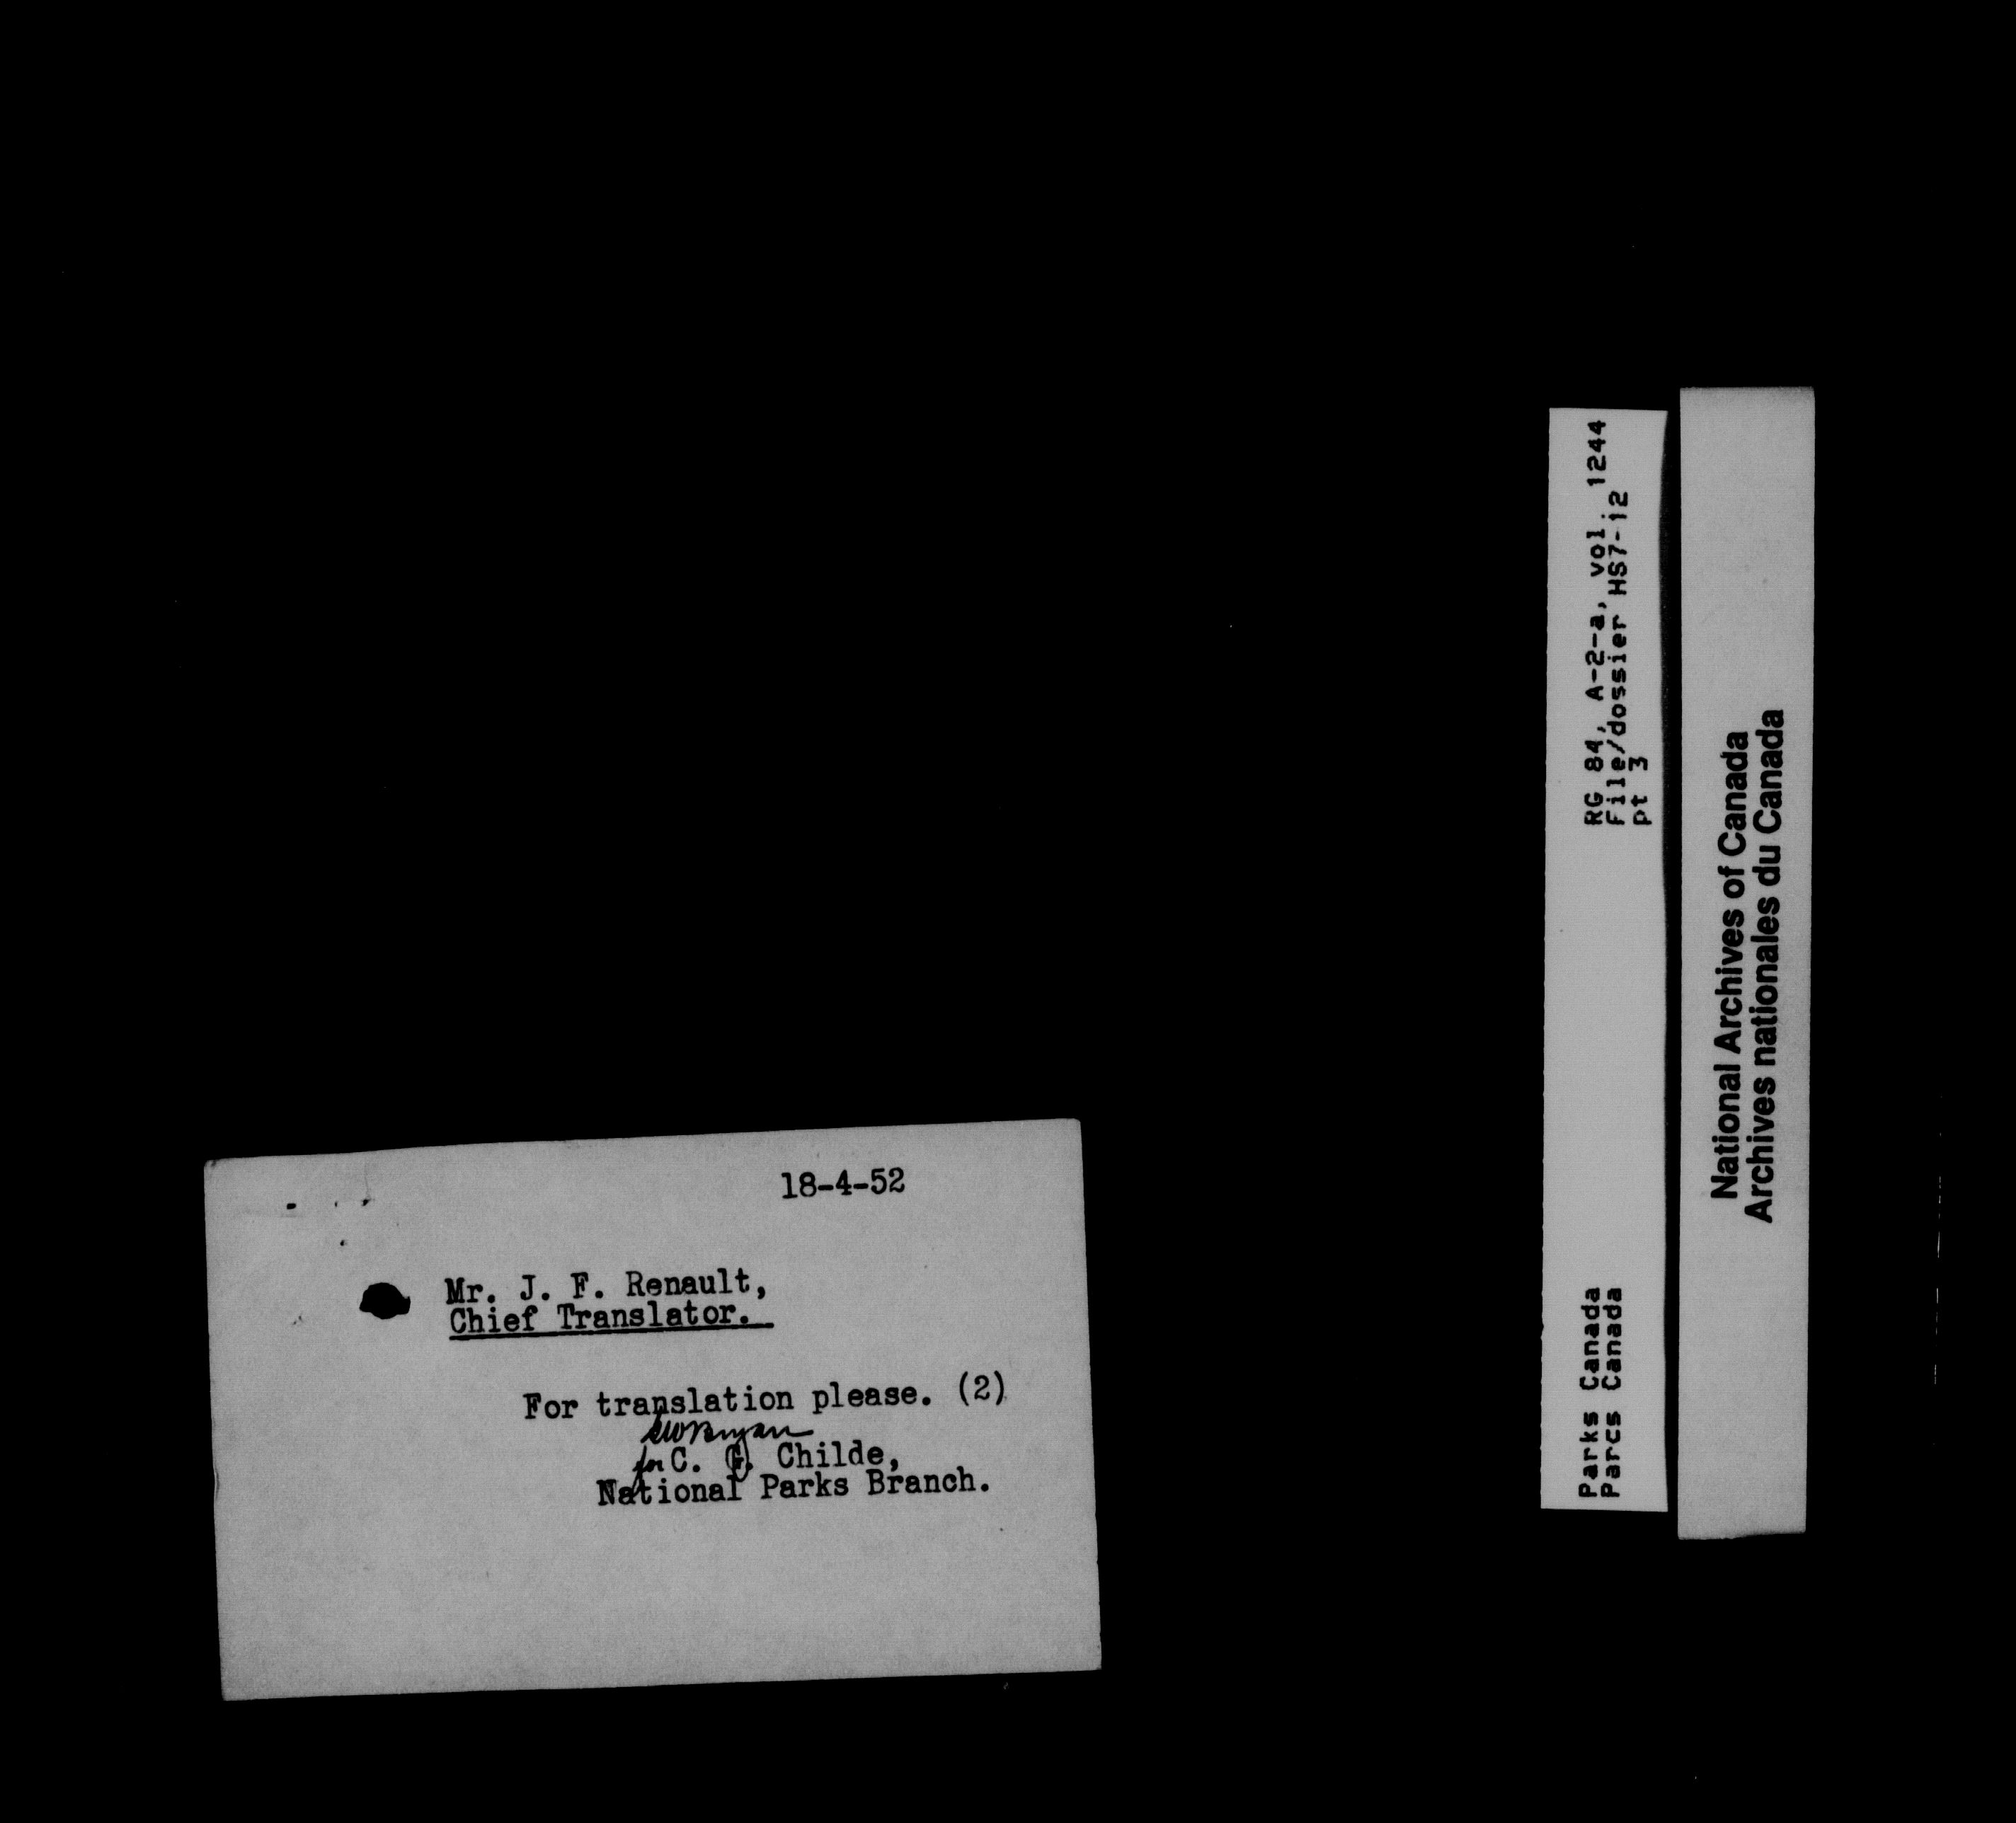 18-4-52
Mr. J. F. Renault,
Chief Translator.
For translation please. (2)
for C. G. Childe,
National Parks Branch.
RG 84, A-2-a, vol. 1244
File/dossier HS7-12
pt 3
Parks Canada
Parcs Canada
National Archives of Canada
Archives nationales du Canada